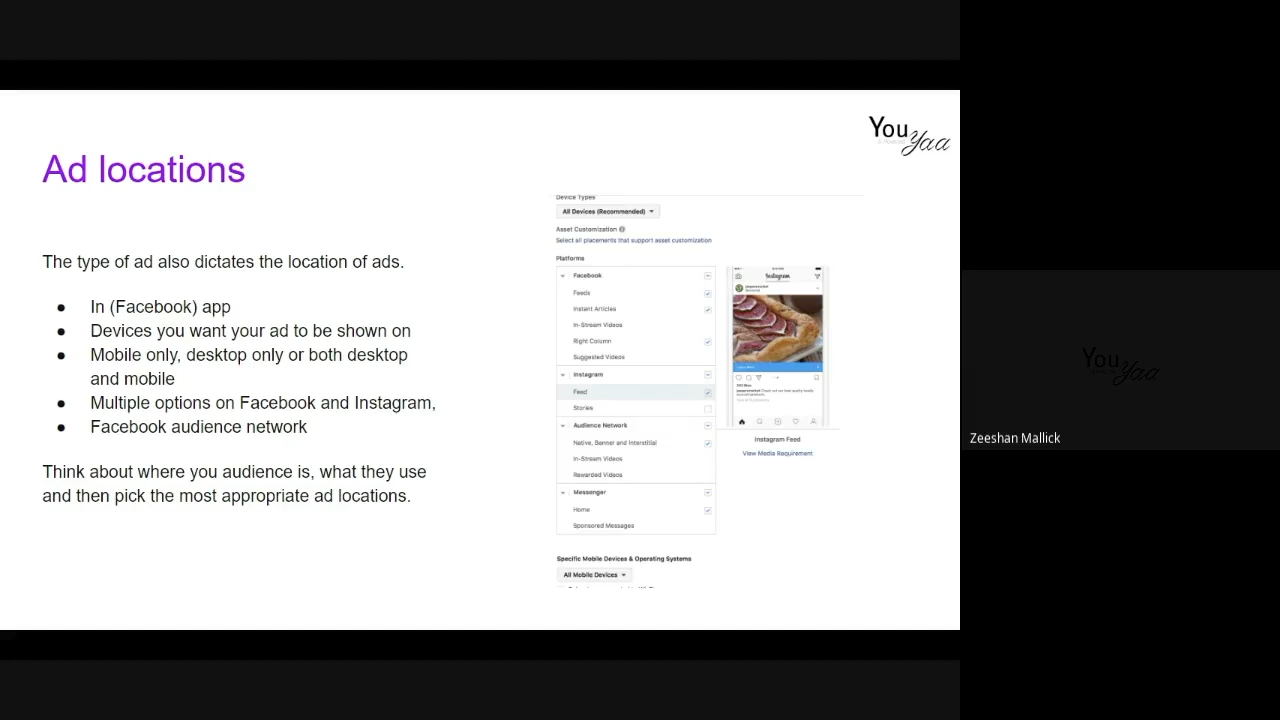 You
yaa
Ad locations
The type of ad also dictates the location of ads.
● In (Facebook) app
● Devices you want your ad to be shown on
● Mobile only, desktop only or both desktop
and mobile
● Multiple options on Facebook and Instagram,
● Facebook audience network
Think about where you audience is, what they use
and then pick the most appropriate ad locations.
Device Types
All Devices (Recommended)
Asset Customization
Select all placements that support asset customization
Platforms
Facebook
Feeds
Instant Articles
In-Stream Videos
Right Column
Suggested Videos
Instagram
Feed
Stories
Audience Network
Native, Banner and Interstitial
In-Stream Videos
Rewarded Videos
Messenger
Home
Sponsored Messages
Instagram
Instagram Feed
View Media Requirement
Specific Mobile Devices & Operating Systems
All Mobile Devices
You
yaa
Zeeshan Mallick